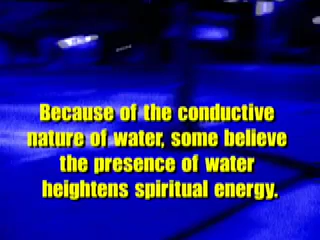 Because of the conductive
nature of water, some believe
the presence of water
heightens spiritual energy.